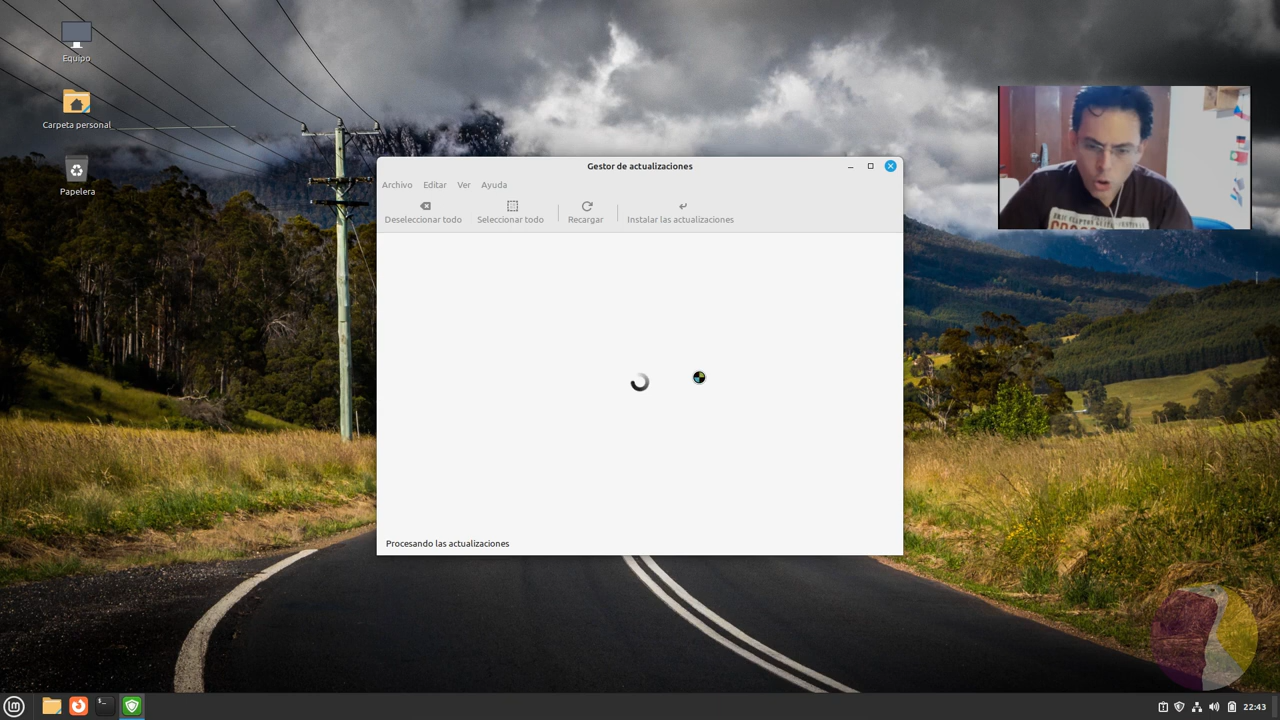 Equipo
Carpeta personal
Papelera
Gestor de actualizaciones
Archivo Editar Ver Ayuda
Deseleccionar todo Seleccionar todo Recargar Instalar las actualizaciones
Procesando las actualizaciones
22:43